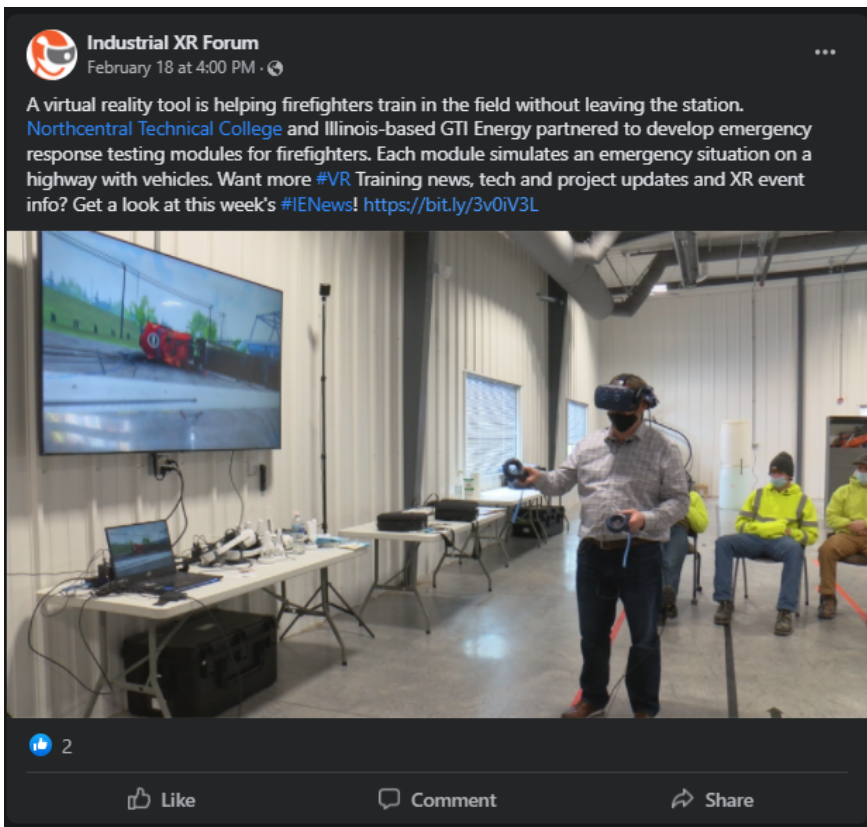 Industrial XR Forum
February 18 at 4:00 PM ·
A virtual reality tool is helping firefighters train in the field without leaving the station.
Northcentral Technical College and Illinois-based GTI Energy partnered to develop emergency
response testing modules for firefighters. Each module simulates an emergency situation on a
highway with vehicles. Want more #VR Training news, tech and project updates and XR event
info? Get a look at this week's #IENews! https://bit.ly/3v0iV3L
2
Like Comment Share